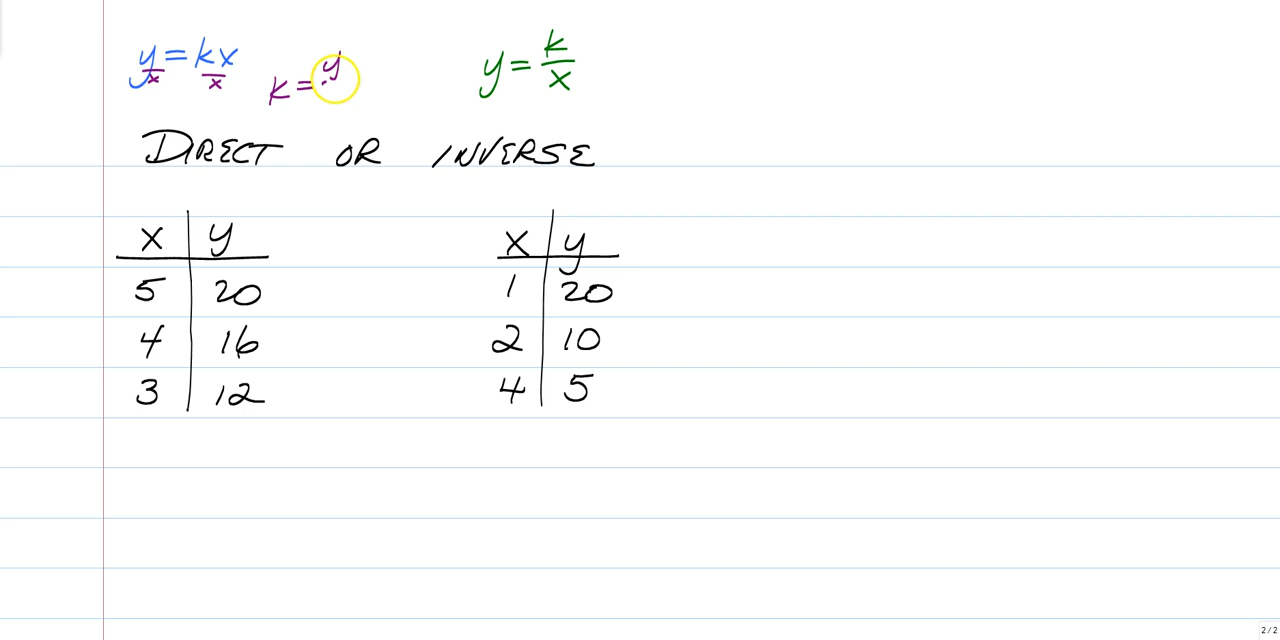 y = kx
x x
k = y
y = k/x
DIRECT OR INVERSE
x y
5 20
4 16
3 12
x y
1 20
2 10
4 5
2 / 2